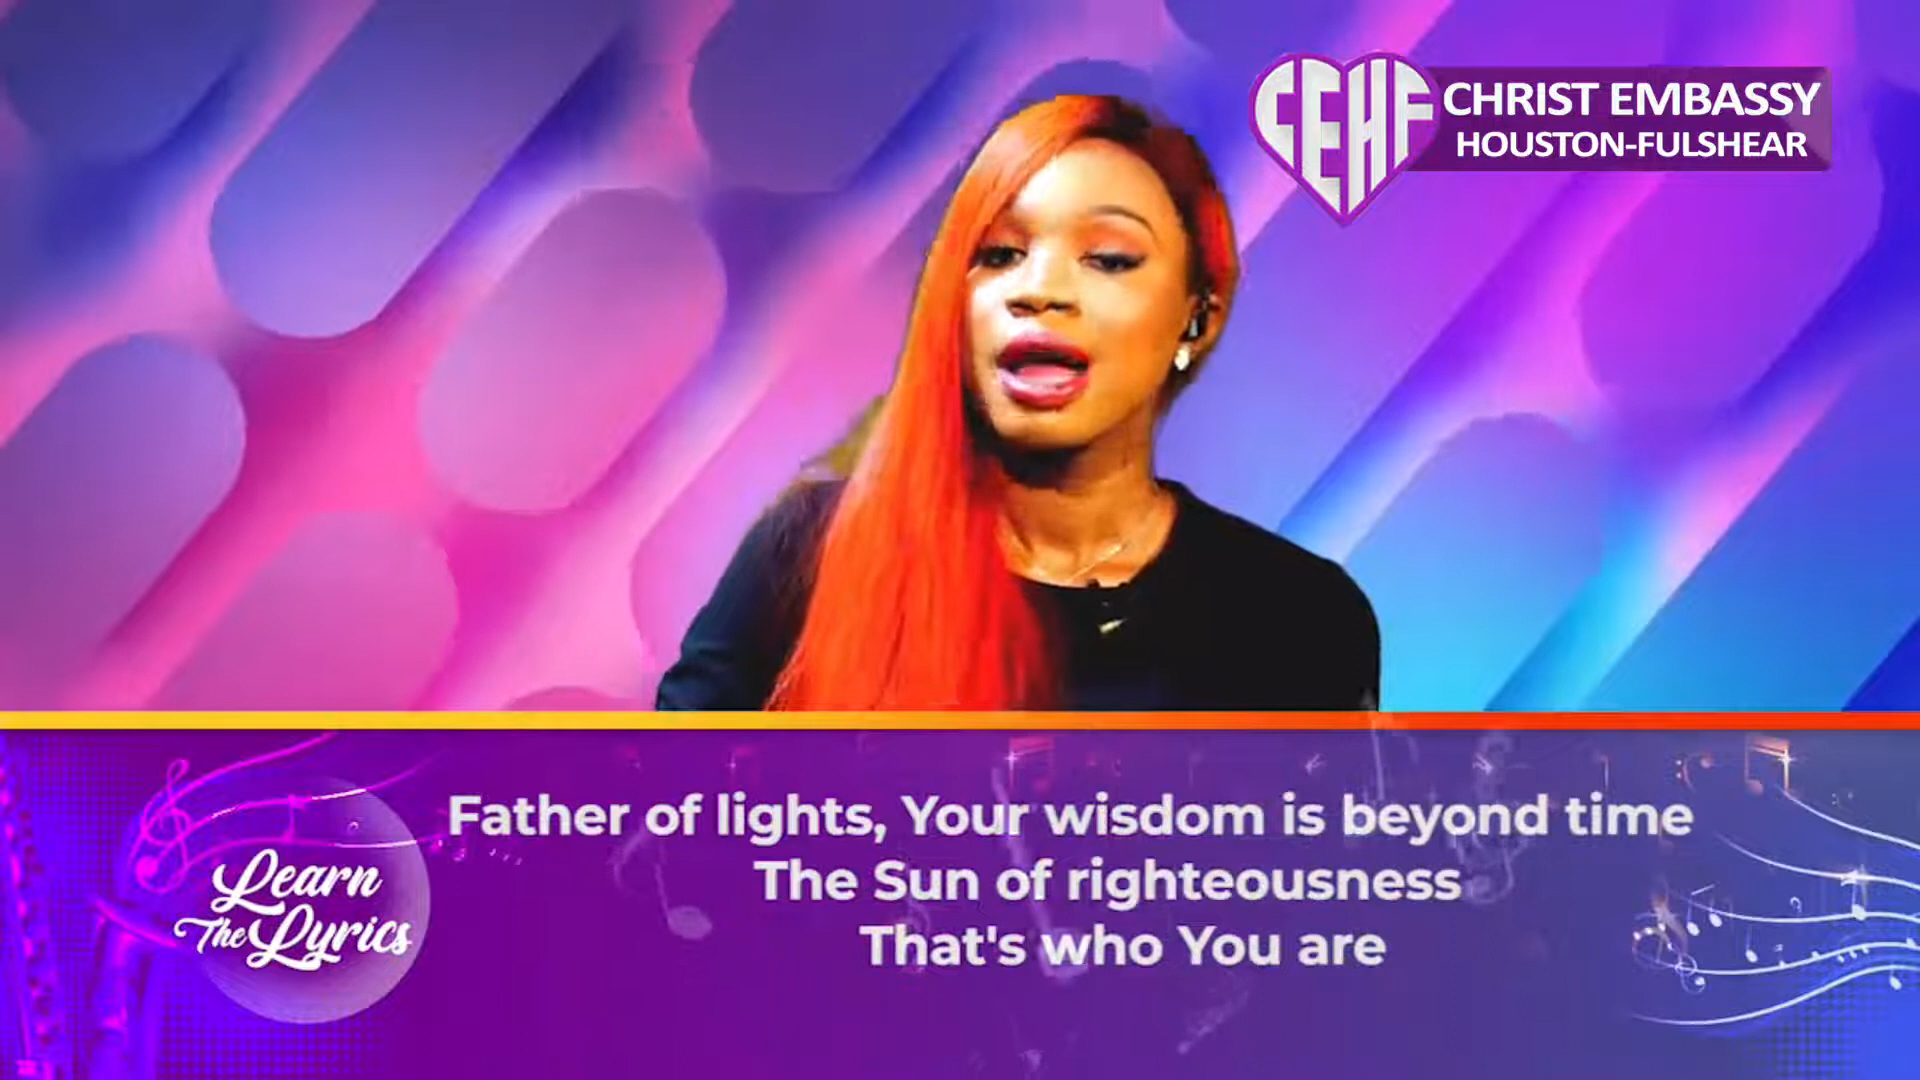 CEHF
CHRIST EMBASSY
HOUSTON-FULSHEAR
Father of lights, Your wisdom is beyond time
The Sun of righteousness
That's who You are
Learn
The Lyrics